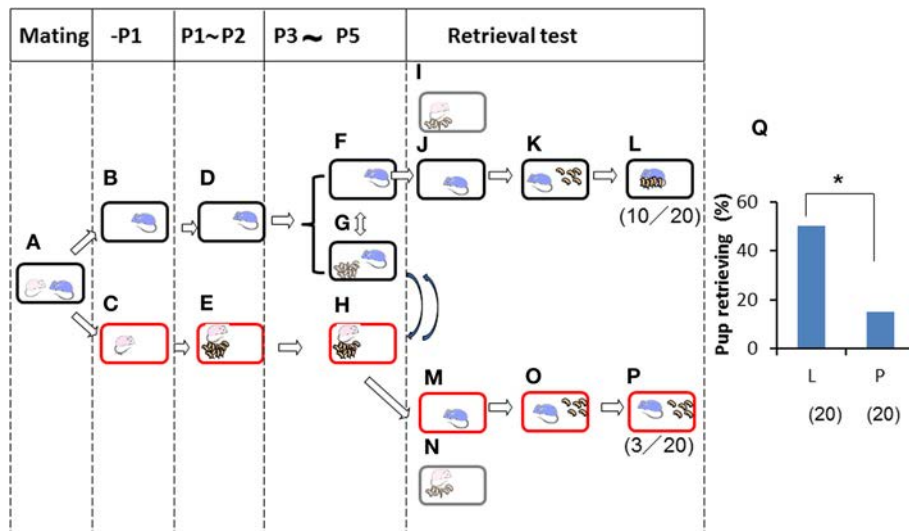 Mating -P1 P1~P2 P3 ~ P5 Retrieval test
I
Q
F J K L
B D
(10/20)
A
G
C E H
M O P
(3/20)
N
Pup retrieving (%)
60
40
20
0
*
L P
(20) (20)